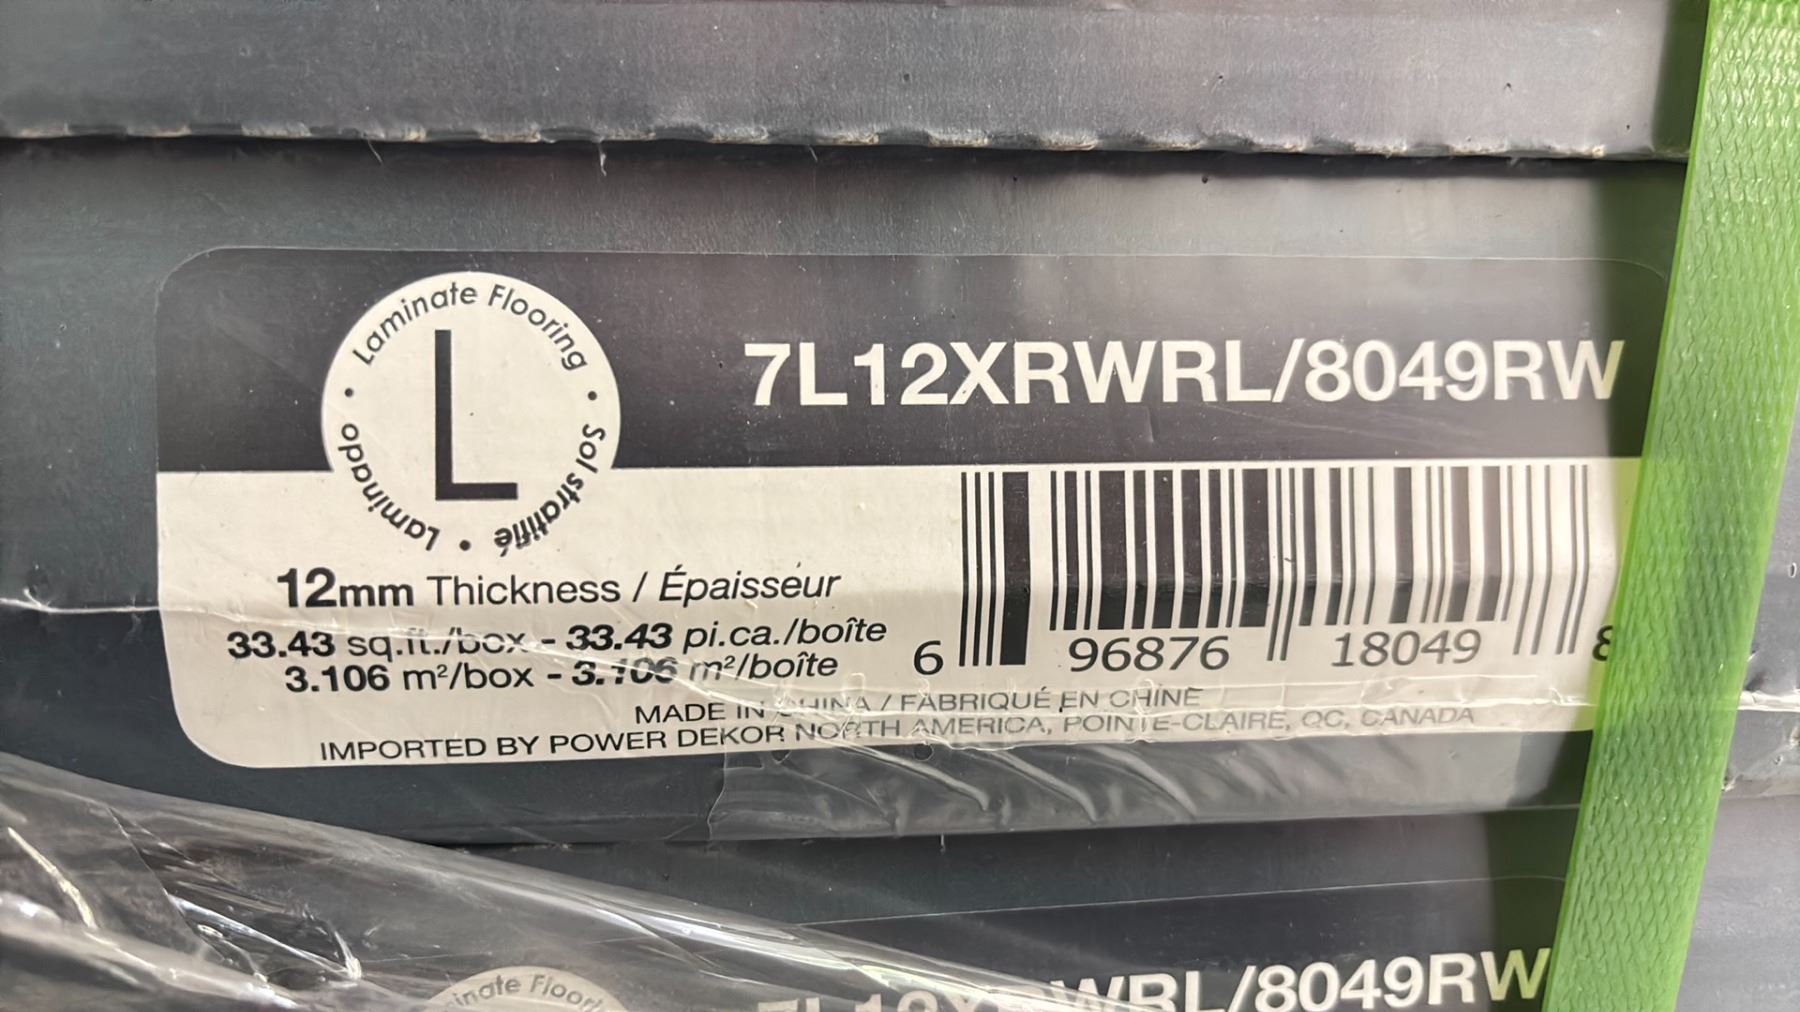 Laminate Flooring • Sol stratifié • Laminado •
L
7L12XRWRL/8049RW
12mm Thickness / Épaisseur
33.43 sq.ft./box - 33.43 pi.ca./boîte
3.106 m²/box - 3.106 m²/boîte
6 96876 18049 8
MADE IN CHINA / FABRIQUÉ EN CHINE
IMPORTED BY POWER DEKOR NORTH AMERICA, POINTE-CLAIRE, QC, CANADA
7L12XRWRL/8049RW